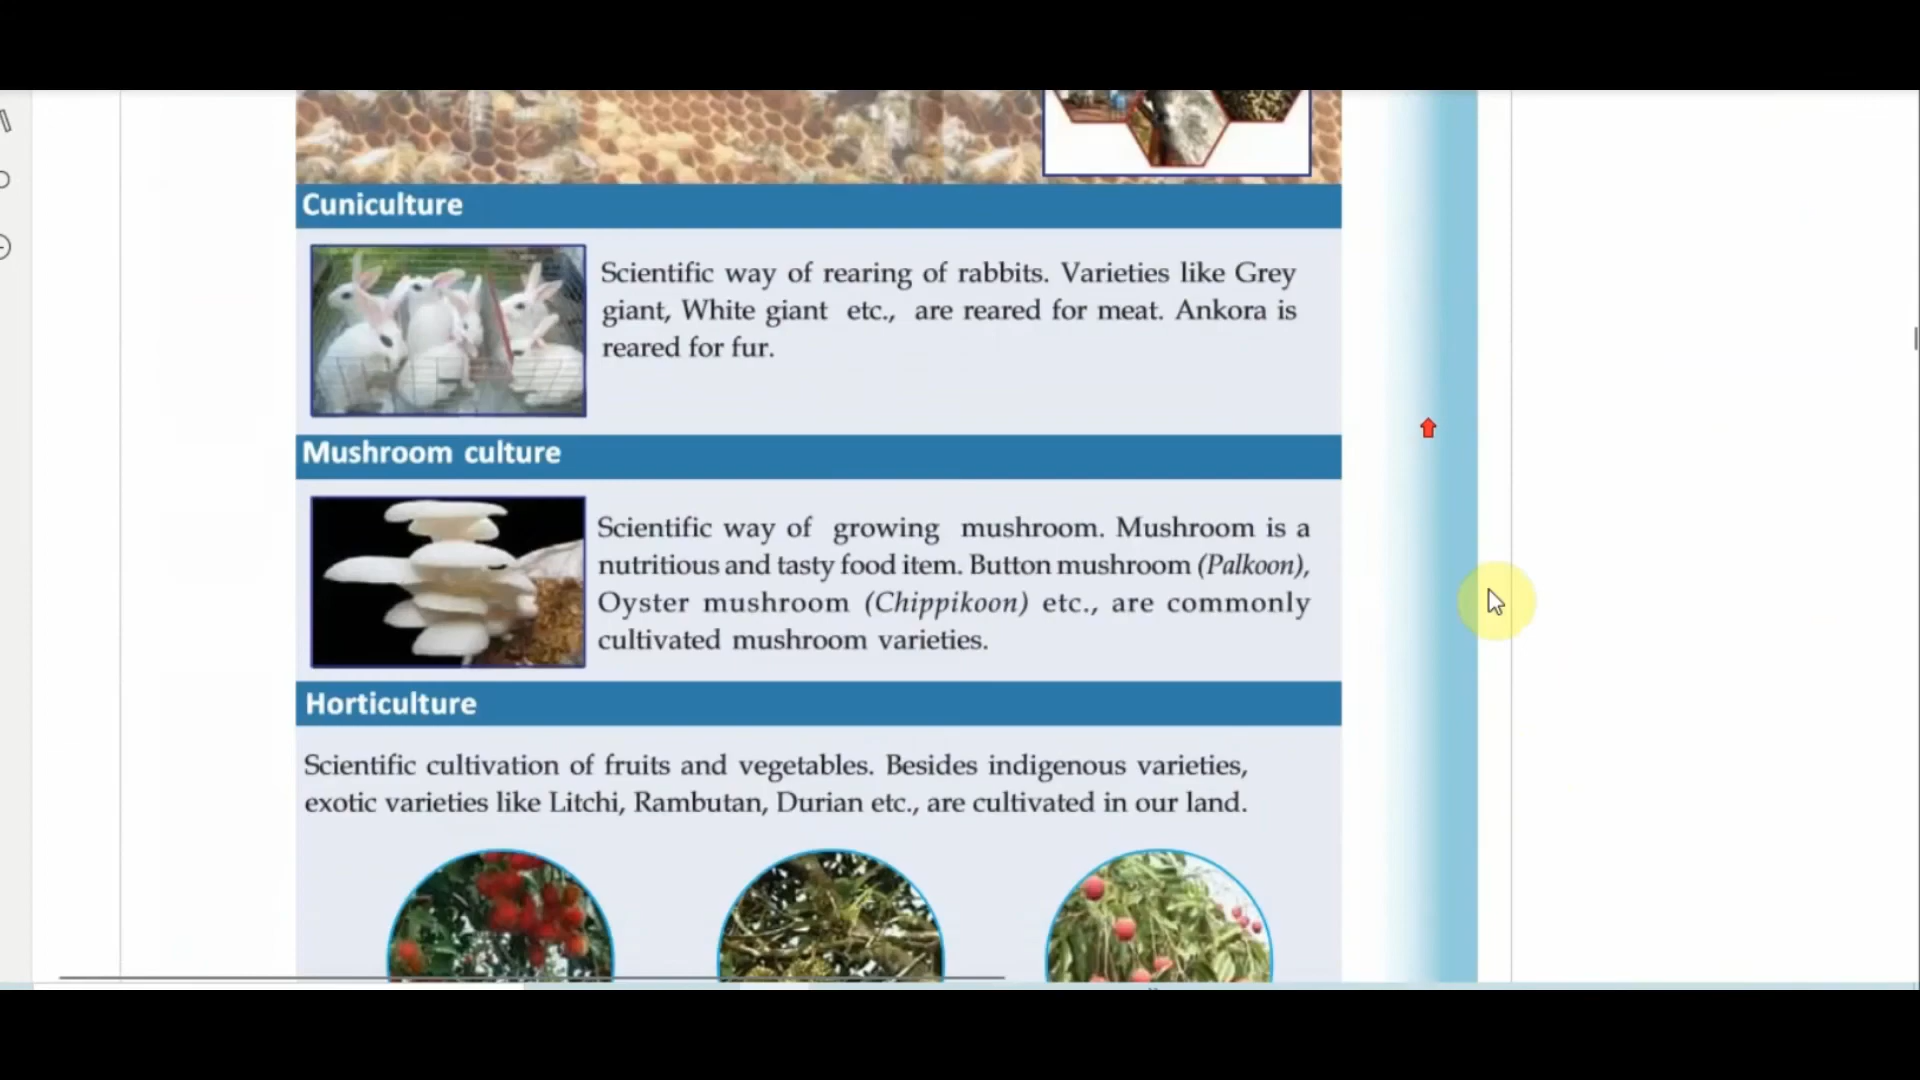 Cuniculture
Scientific way of rearing of rabbits. Varieties like Grey
giant, White giant etc., are reared for meat. Ankora is
reared for fur.
Mushroom culture
Scientific way of growing mushroom. Mushroom is a
nutritious and tasty food item. Button mushroom (Palkoon),
Oyster mushroom (Chippikoon) etc., are commonly
cultivated mushroom varieties.
Horticulture
Scientific cultivation of fruits and vegetables. Besides indigenous varieties,
exotic varieties like Litchi, Rambutan, Durian etc., are cultivated in our land.